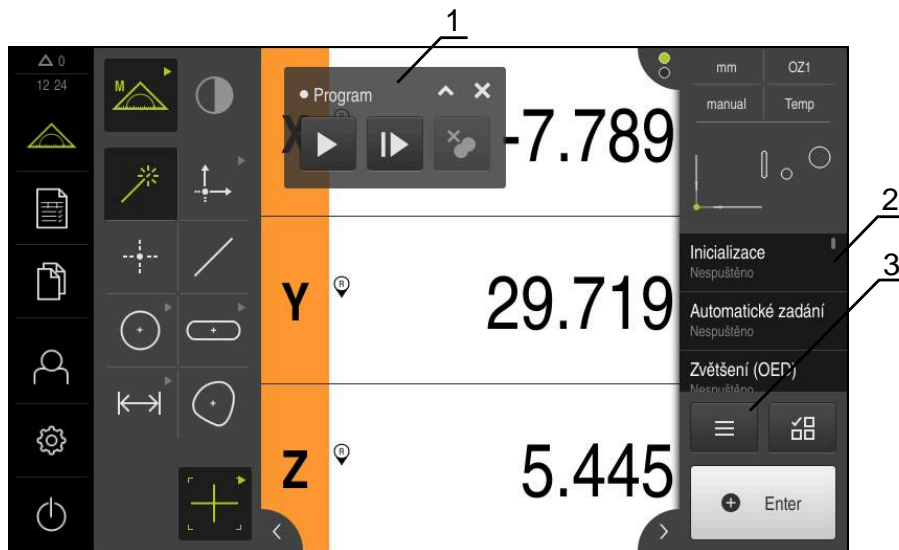 1
0
12 24
M
Program
X
-7.789
mm
OZ1
manual
Temp
2
Inicializace
Nespuštěno
3
Automatické zadání
Nespuštěno
Y
R
29.719
Zvětšení (OED)
Nespuštěno
Z
R
5.445
Enter